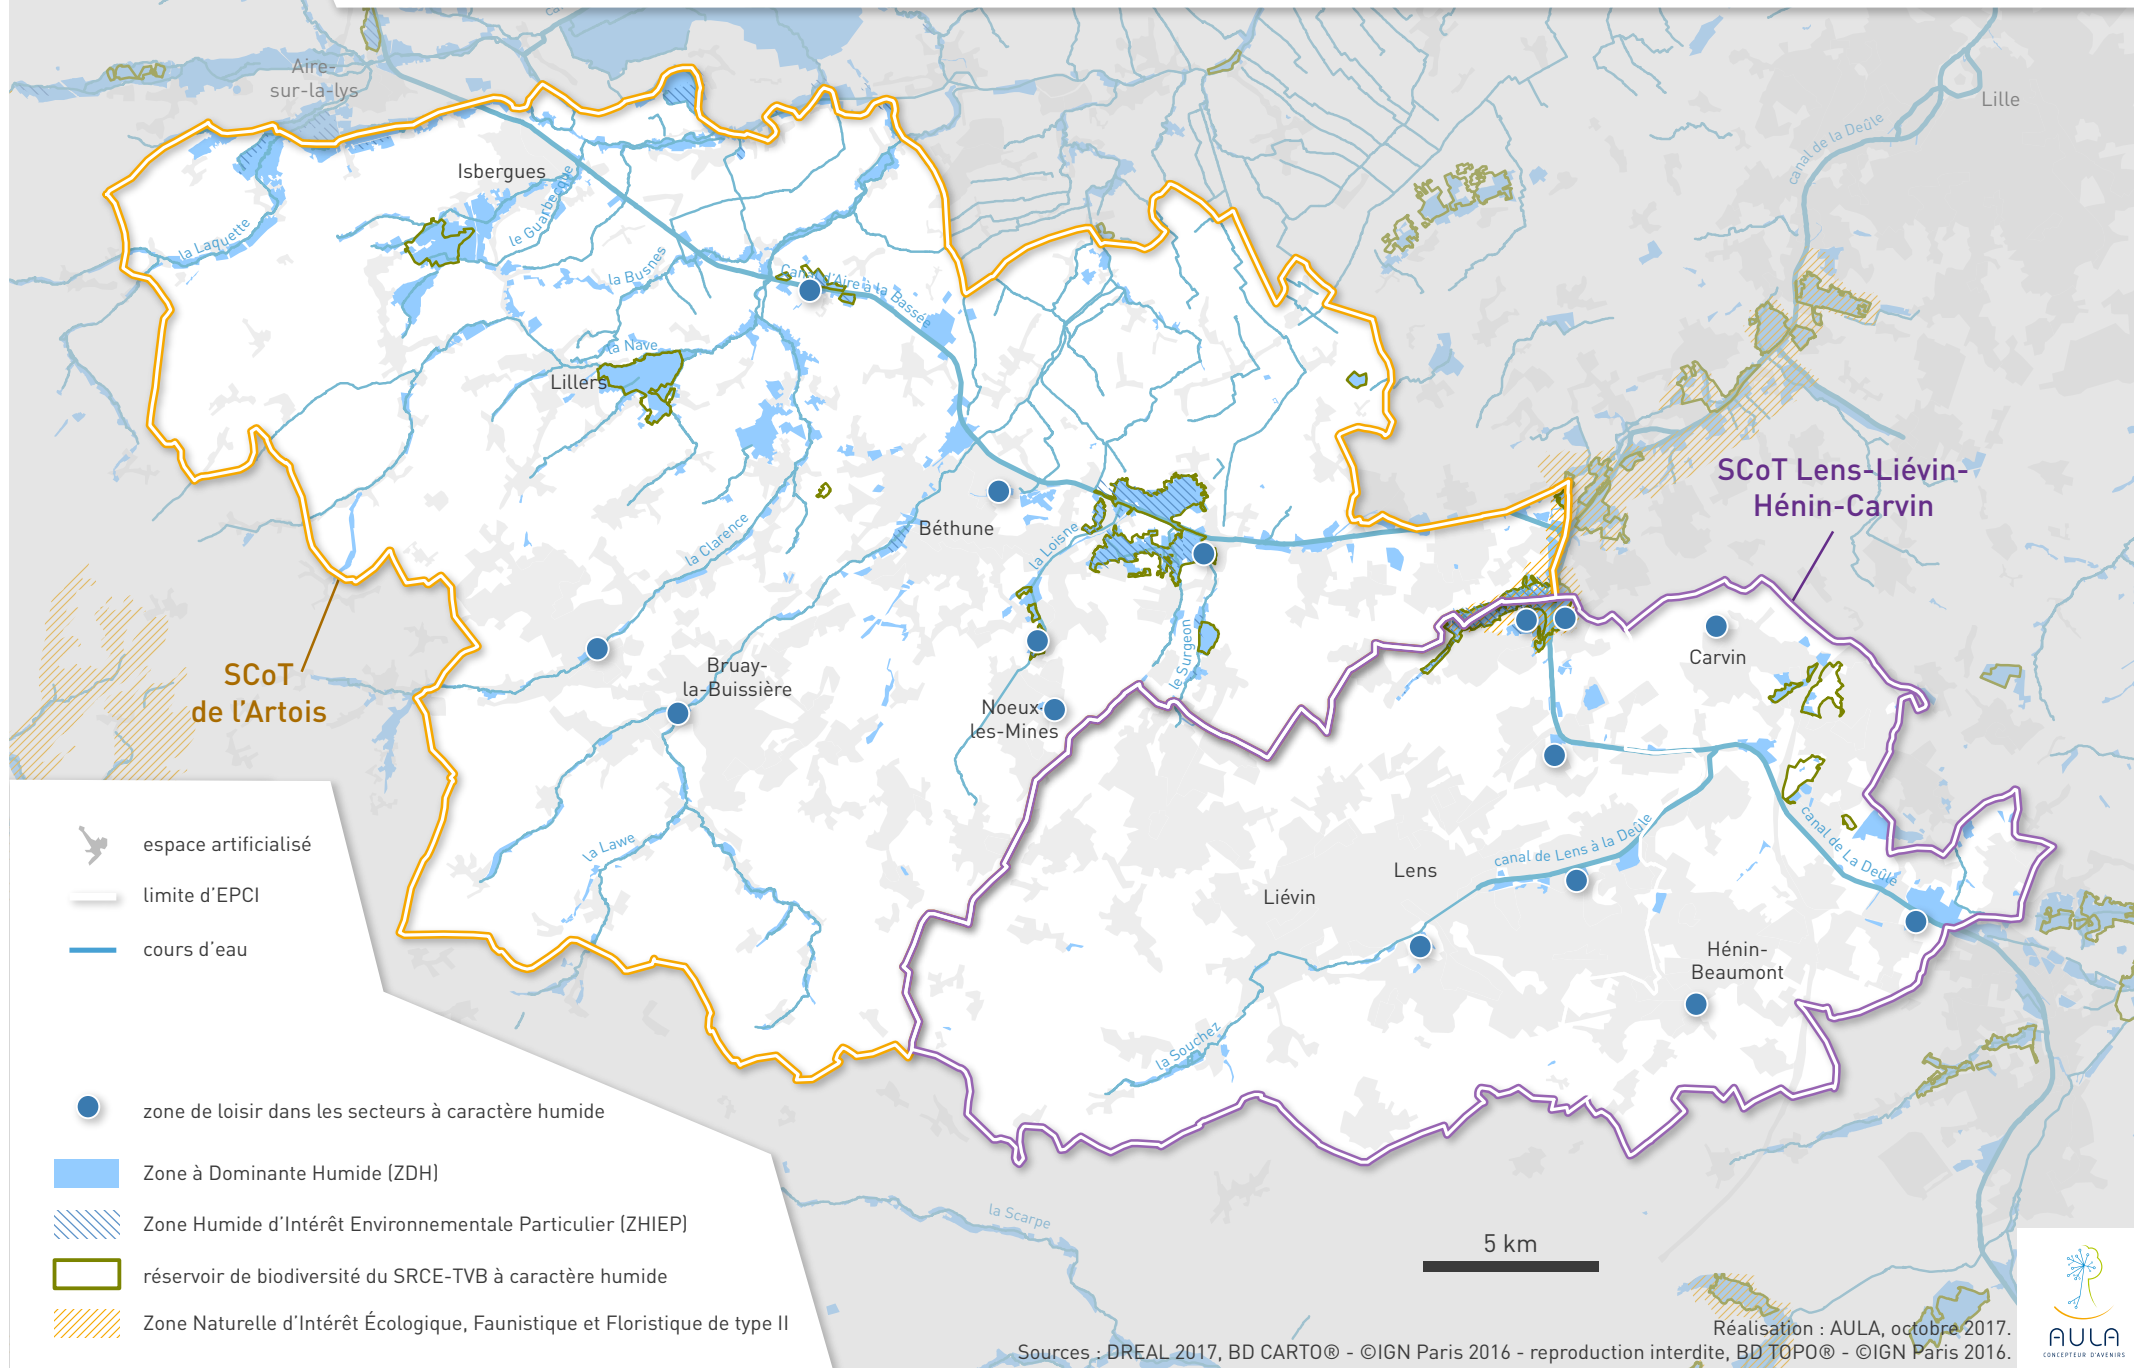 Aire-
sur-la-lys
Lille
canal de la Deûle
Isbergues
le Guarbecque
la Laquette
la Busnes
Canal d'Aire à la Bassée
la Nave
Lillers
SCoT Lens-Liévin-
Hénin-Carvin
Béthune
la Loisne
la Clarence
le Surgeon
Carvin
SCoT
de l'Artois
Bruay-
la-Buissière
Noeux-
les-Mines
la Lawe
canal de Lens à la Deûle
canal de La Deûle
Lens
Liévin
Hénin-
Beaumont
la Souchez
la Scarpe
espace artificialisé
limite d'EPCI
cours d'eau
zone de loisir dans les secteurs à caractère humide
Zone à Dominante Humide (ZDH)
Zone Humide d'Intérêt Environnementale Particulier (ZHIEP)
réservoir de biodiversité du SRCE-TVB à caractère humide
Zone Naturelle d'Intérêt Écologique, Faunistique et Floristique de type II
5 km
Réalisation : AULA, octobre 2017.
Sources : DREAL 2017, BD CARTO® - ©IGN Paris 2016 - reproduction interdite, BD TOPO® - ©IGN Paris 2016.
AULA
CONCEPTEUR D'AVENIRS